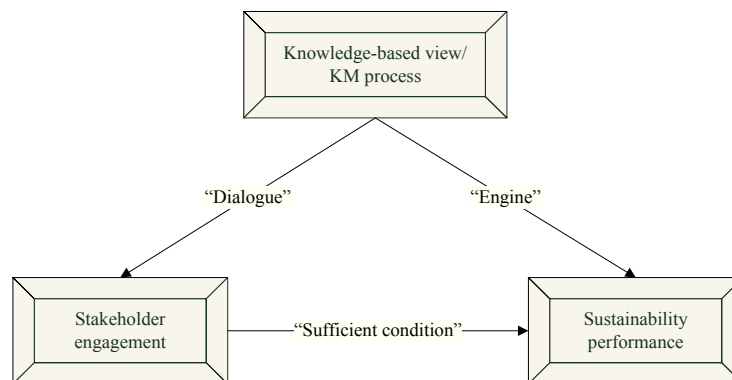 Knowledge-based view/
KM process
“Dialogue”
“Engine”
Stakeholder
engagement
“Sufficient condition”
Sustainability
performance